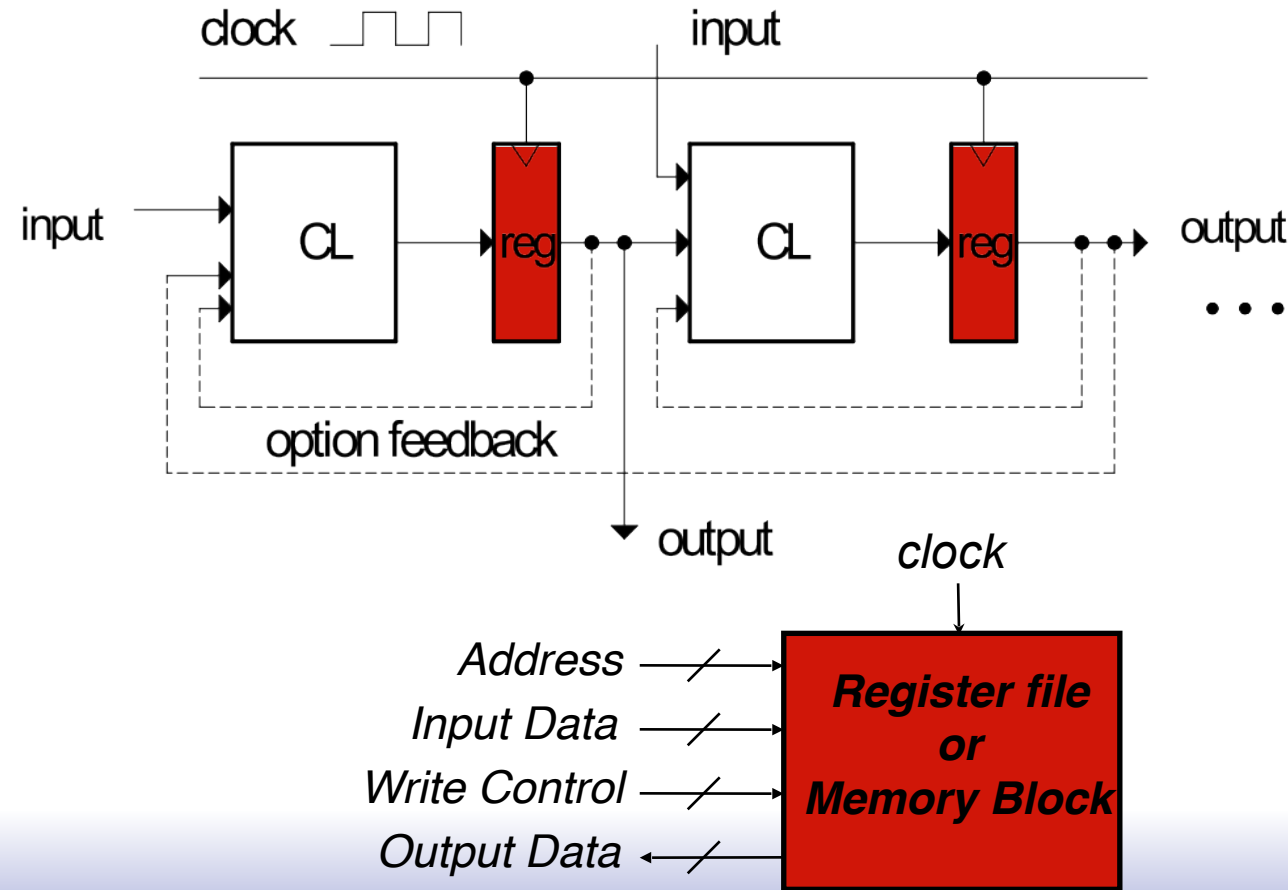 clock
input
input
CL
reg
CL
reg
output
• • •
option feedback
output
clock
Address
Input Data
Write Control
Output Data
Register file
or
Memory Block